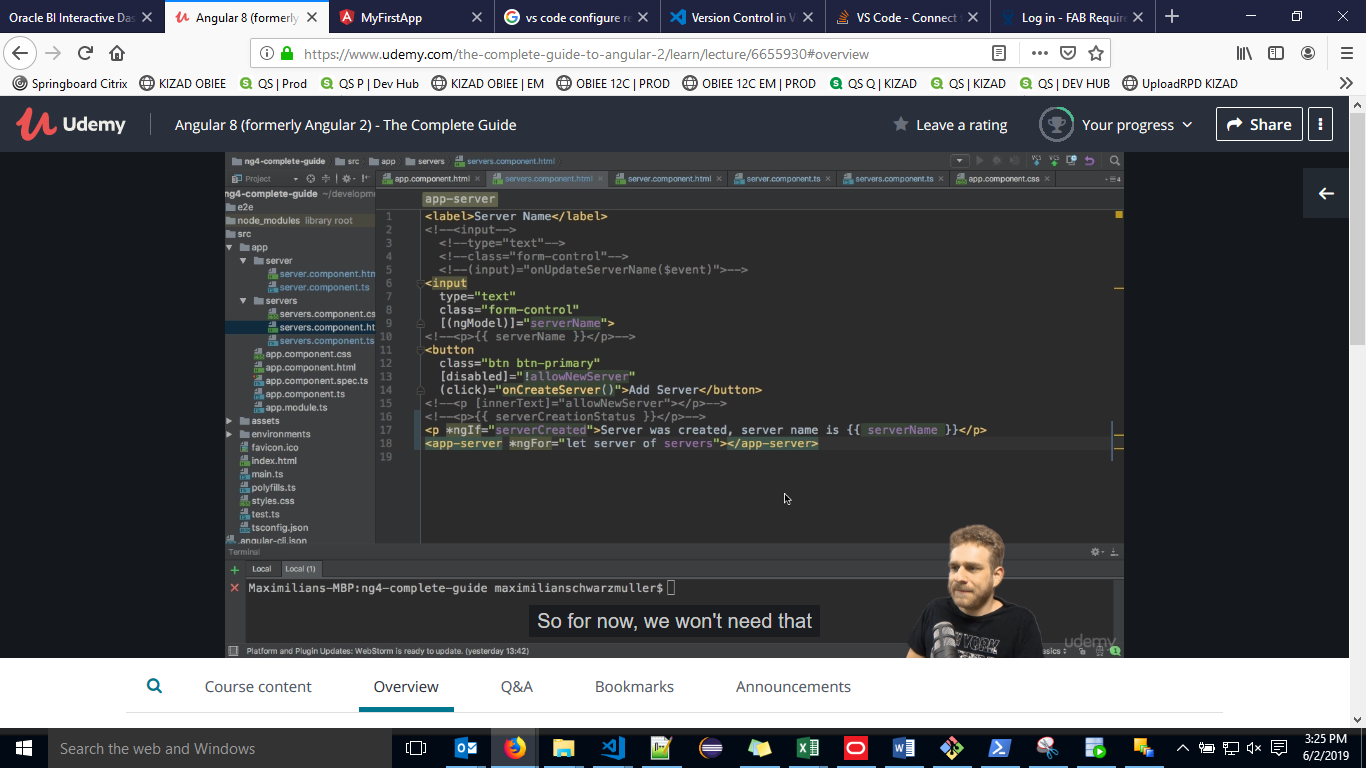 Oracle BI Interactive Das
Angular 8 (formerly
MyFirstApp
vs code configure re
Version Control in V
VS Code - Connect
Log in - FAB Require
https://www.udemy.com/the-complete-guide-to-angular-2/learn/lecture/6655930#overview
Springboard Citrix
KIZAD OBIEE
QS | Prod
QS P | Dev Hub
KIZAD OBIEE | EM
OBIEE 12C | PROD
OBIEE 12C EM | PROD
QS Q | KIZAD
QS | KIZAD
QS | DEV HUB
UploadRPD KIZAD
Udemy
Angular 8 (formerly Angular 2) - The Complete Guide
Leave a rating
Your progress
Share
ng4-complete-guide
src
app
servers
servers.component.html
Project
app.component.html
servers.component.html
server.component.html
server.component.ts
servers.component.ts
app.component.css
ng4-complete-guide ~/developm
e2e
node_modules library root
src
app
server
server.component.htm
server.component.ts
servers
servers.component.cs
servers.component.ht
servers.component.ts
app.component.css
app.component.html
app.component.spec.ts
app.component.ts
app.module.ts
assets
environments
favicon.ico
index.html
main.ts
polyfills.ts
styles.css
test.ts
tsconfig.json
.angular-cli.json
app-server
1 <label>Server Name</label>
2 <!--<input-->
3 <!--type="text"-->
4 <!--class="form-control"-->
5 <!--(input)="onUpdateServerName($event)">-->
6 <input
7 type="text"
8 class="form-control"
9 [(ngModel)]="serverName">
10 <!--<p>{{ serverName }}</p>-->
11 <button
12 class="btn btn-primary"
13 [disabled]="!allowNewServer"
14 (click)="onCreateServer()">Add Server</button>
15 <!--<p [innerText]="allowNewServer"></p>-->
16 <!--<p>{{ serverCreationStatus }}</p>-->
17 <p *ngIf="serverCreated">Server was created, server name is {{ serverName }}</p>
18 <app-server *ngFor="let server of servers"></app-server>
19
Terminal
Local
Local (1)
Maximilians-MBP:ng4-complete-guide maximilianschwarzmuller$
So for now, we won't need that
NEW YORK
udemy
Platform and Plugin Updates: WebStorm is ready to update. (yesterday 13:42)
asics
1
Course content
Overview
Q&A
Bookmarks
Announcements
Search the web and Windows
3:25 PM
6/2/2019